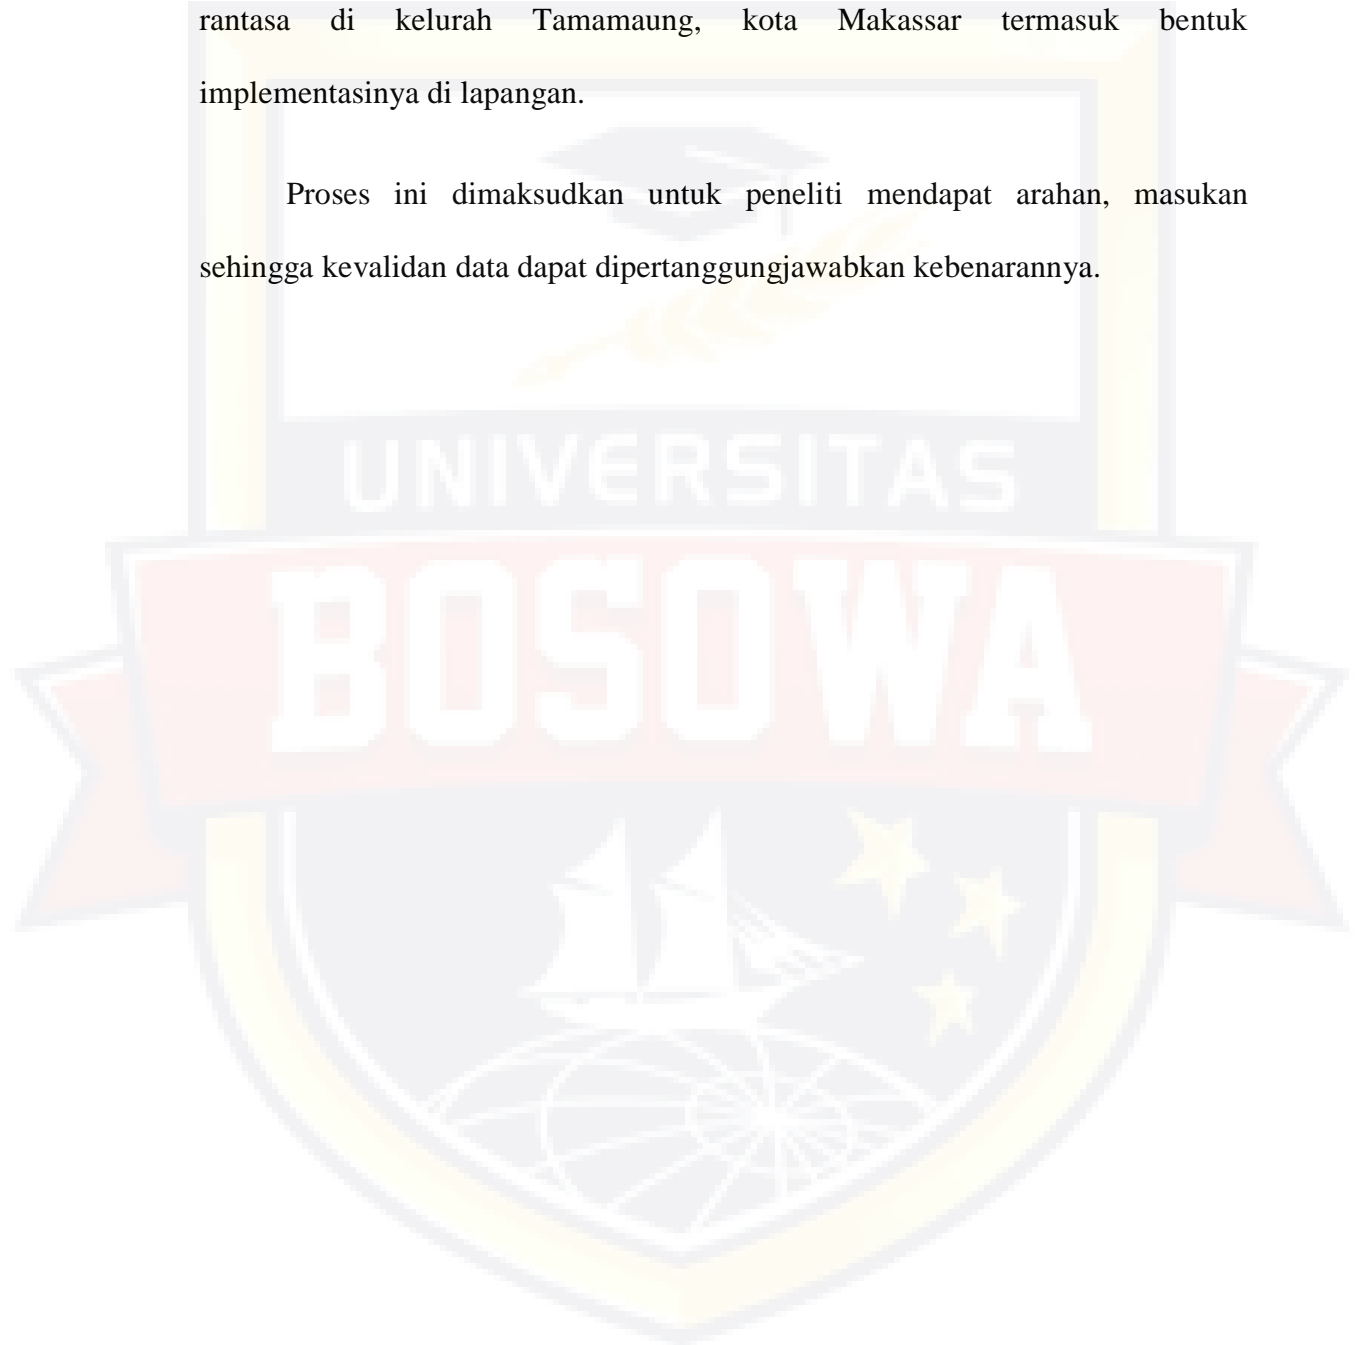 rantasa di kelurah Tamamaung, kota Makassar termasuk bentuk
implementasinya di lapangan.
Proses ini dimaksudkan untuk peneliti mendapat arahan, masukan
sehingga kevalidan data dapat dipertanggungjawabkan kebenarannya.
UNIVERSITAS
BOSOWA